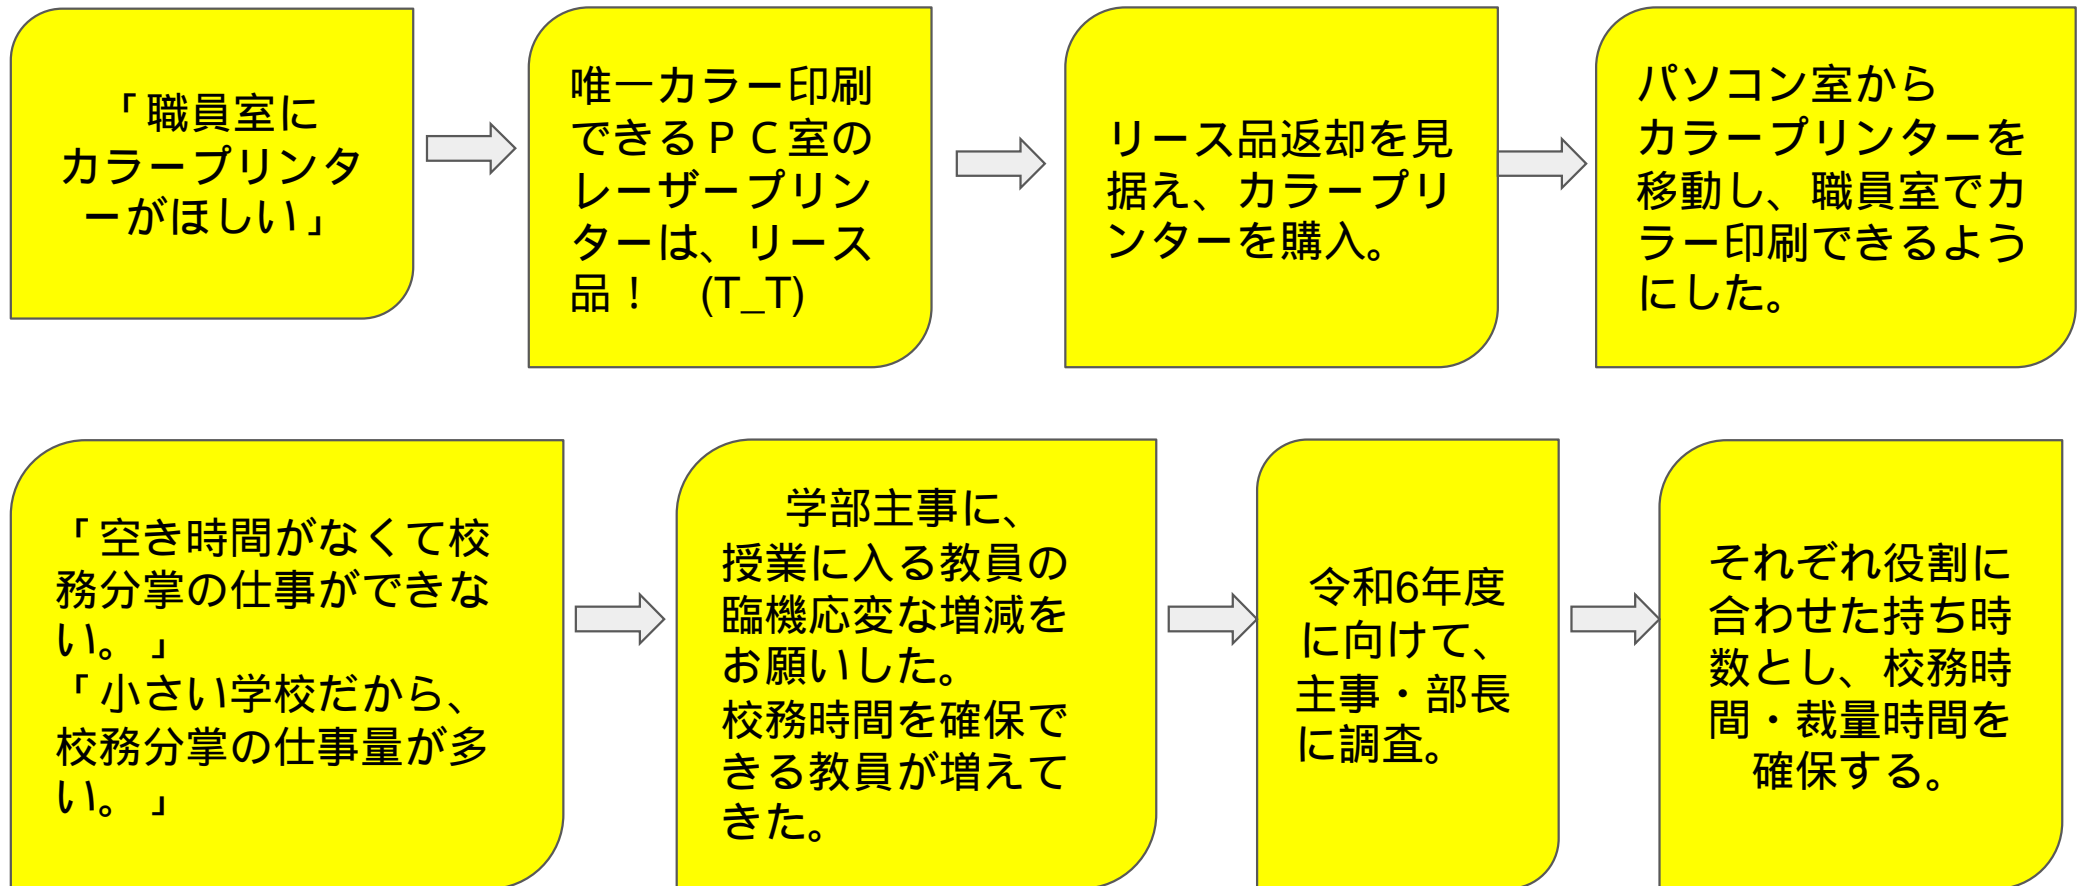 「職員室に
カラープリンタ
ーがほしい」
唯一カラー印刷
できるＰＣ室の
レーザープリン
ターは、リース
品！　(T_T)
リース品返却を見
据え、カラープリ
ンターを購入。
パソコン室から
カラープリンターを
移動し、職員室でカ
ラー印刷できるよう
にした。
「空き時間がなくて校
務分掌の仕事ができな
い。」
「小さい学校だから、
校務分掌の仕事量が多
い。」
学部主事に、
授業に入る教員の
臨機応変な増減を
お願いした。
校務時間を確保で
きる教員が増えて
きた。
令和6年度
に向けて、
主事・部長
に調査。
それぞれ役割に
合わせた持ち時
数とし、校務時
間・裁量時間を
確保する。